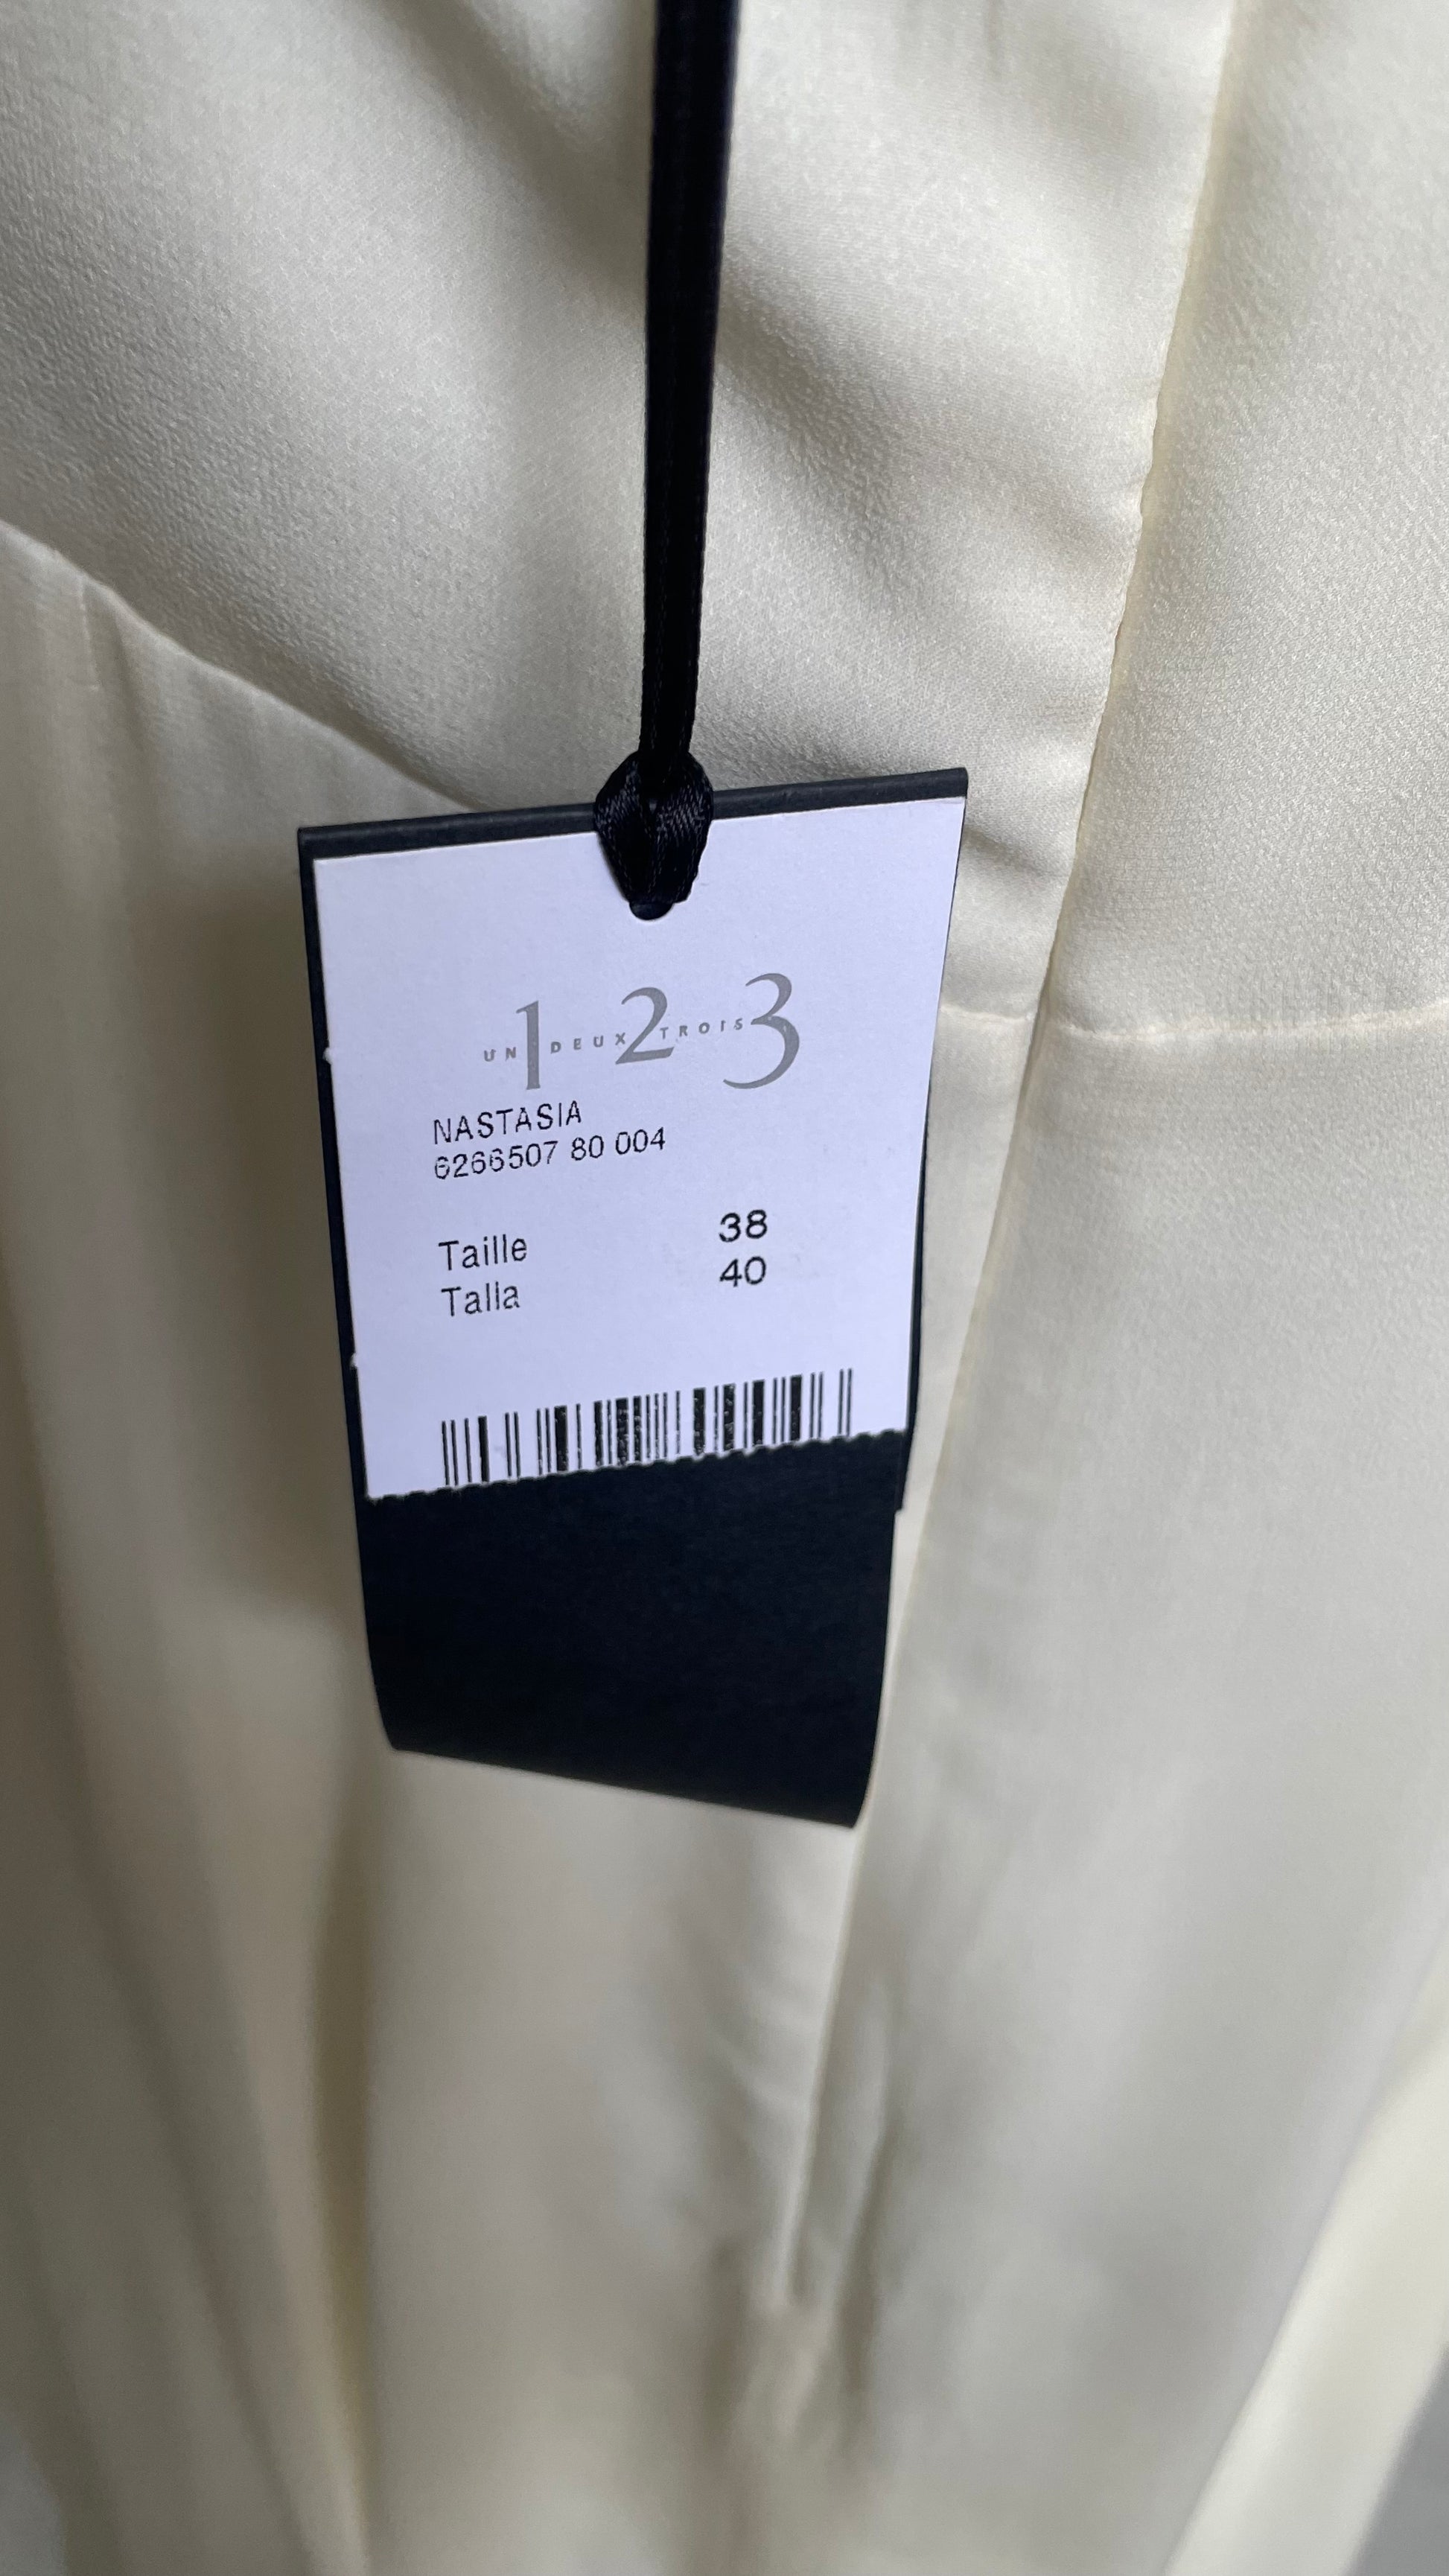 UN 1 DEUX 2 TROIS 3
NASTASIA
6266507 80 004
Taille 38
Talla 40